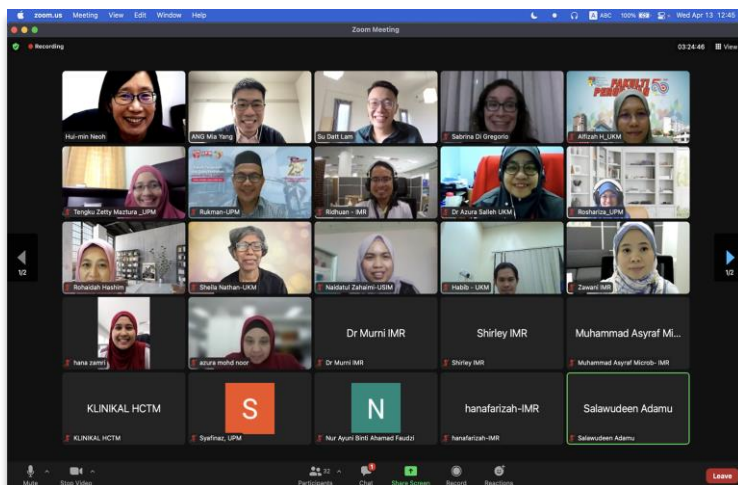 zoom.us Meeting View Edit Window Help
ABC 100% Wed Apr 13 12:45
Zoom Meeting
Recording
03:24:46 View
Hui-min Neoh
ANG Mia Yang
Su Datt Lam
Sabrina Di Gregorio
FAKULTI
Alfizah H_UKM
Tengku Zetty Maztura _UPM
Rukman-UPM
Ridhuan - IMR
Dr Azura Salleh UKM
Roshariza_UPM
Rohaidah Hashim
Sheila Nathan-UKM
Naidatul Zahaimi-USIM
Habib - UKM
Zawani IMR
1/2
1/2
hana zamri
azura mohd noor
Dr Murni IMR
Dr Murni IMR
Shirley IMR
Shirley IMR
Muhammad Asyraf Mi...
Muhammad Asyraf Microb- IMR
KLINIKAL HCTM
KLINIKAL HCTM
S
Syafinaz, UPM
N
Nur Ayuni Binti Ahamad Faudzi
hanafarizah-IMR
hanafarizah-IMR
Salawudeen Adamu
Salawudeen Adamu
Mute
Stop Video
32
Participants
1
Chat
Share Screen
Record
Reactions
Leave